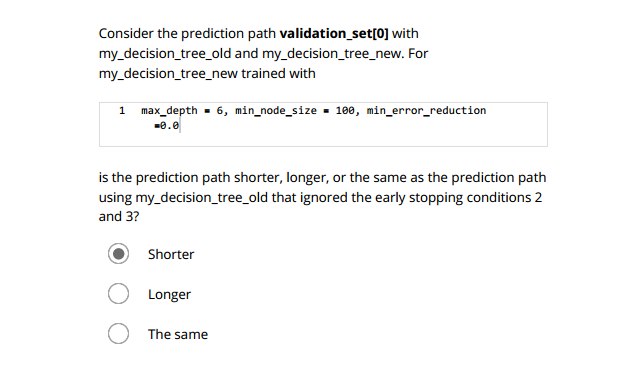 Consider the prediction path validation_set[0] with
my_decision_tree_old and my_decision_tree_new. For
my_decision_tree_new trained with
1 max_depth = 6, min_node_size = 100, min_error_reduction
=0.0
is the prediction path shorter, longer, or the same as the prediction path
using my_decision_tree_old that ignored the early stopping conditions 2
and 3?
Shorter
Longer
The same